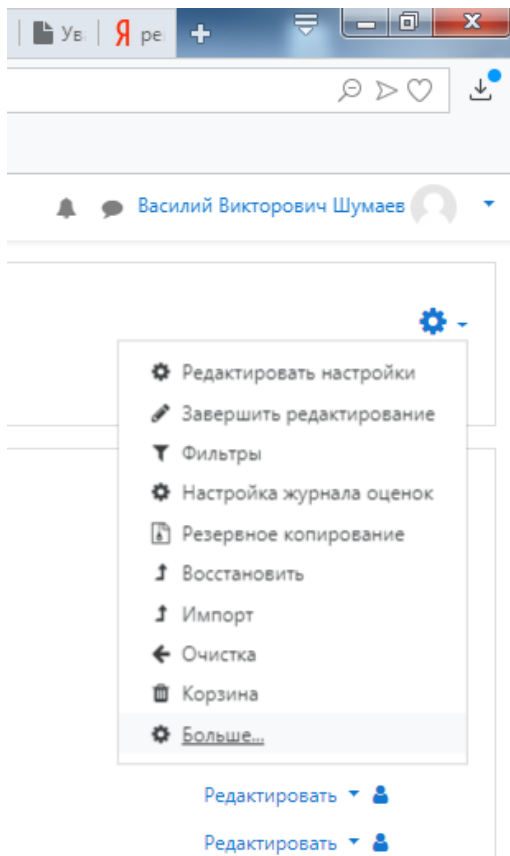 Ув Я ре
Василий Викторович Шумаев
Редактировать настройки
Завершить редактирование
Фильтры
Настройка журнала оценок
Резервное копирование
Восстановить
Импорт
Очистка
Корзина
Больше...
Редактировать
Редактировать